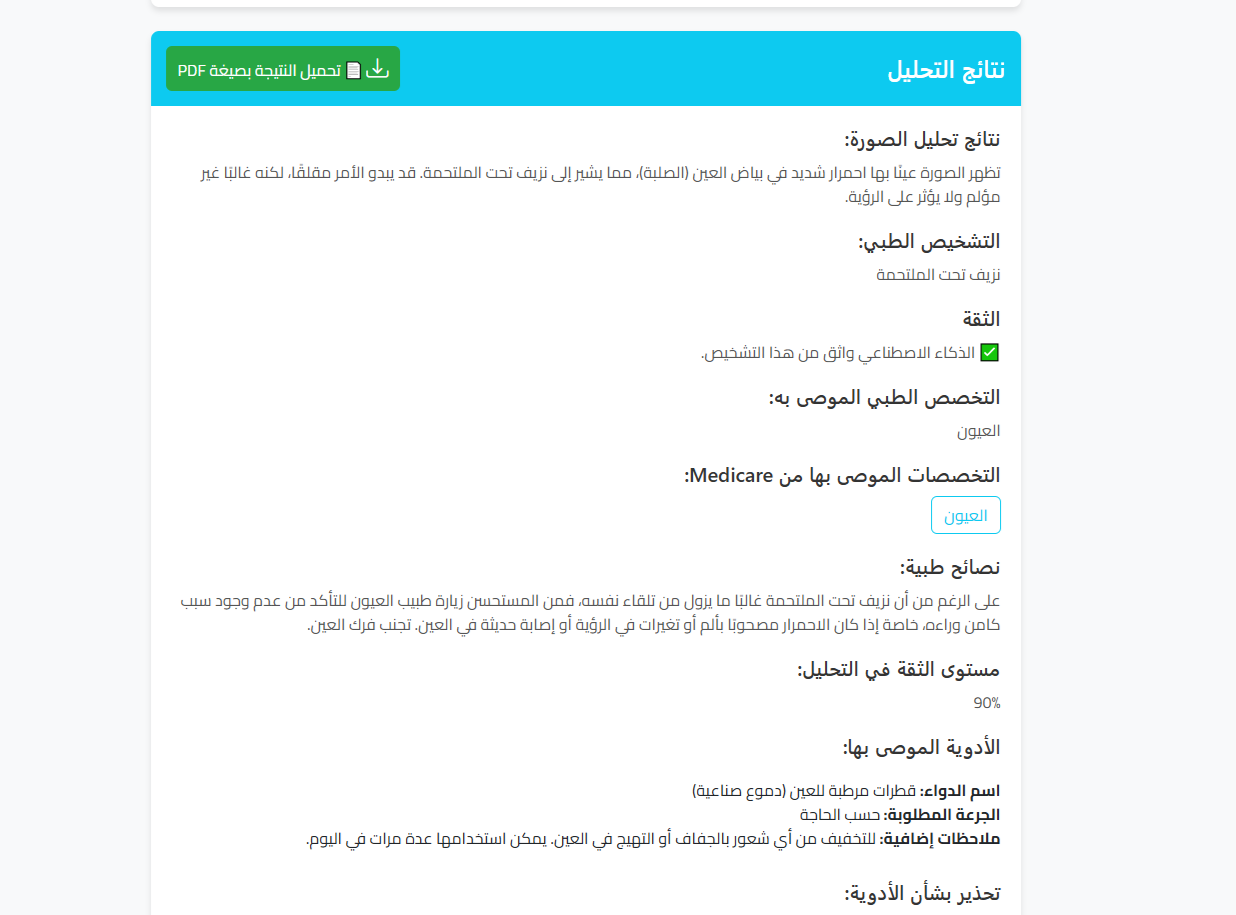 نتائج التحليل
تحميل النتيجة بصيغة PDF
نتائج تحليل الصورة:
تظهر الصورة عينًا بها احمرار شديد في بياض العين (الصلبة)، مما يشير إلى نزيف تحت الملتحمة. قد يبدو الأمر مقلقًا، لكنه غالبًا غير
مؤلم ولا يؤثر على الرؤية.
التشخيص الطبي:
نزيف تحت الملتحمة
الثقة
✅ الذكاء الاصطناعي واثق من هذا التشخيص.
التخصص الطبي الموصى به:
العيون
التخصصات الموصى بها من Medicare:
العيون
نصائح طبية:
على الرغم من أن نزيف تحت الملتحمة غالبًا ما يزول من تلقاء نفسه، فمن المستحسن زيارة طبيب العيون للتأكد من عدم وجود سبب
كامن وراءه، خاصة إذا كان الاحمرار مصحوبًا بألم أو تغيرات في الرؤية أو إصابة حديثة في العين. تجنب فرك العين.
مستوى الثقة في التحليل:
90%
الأدوية الموصى بها:
اسم الدواء: قطرات مرطبة للعين (دموع صناعية)
الجرعة المطلوبة: حسب الحاجة
ملاحظات إضافية: للتخفيف من أي شعور بالجفاف أو التهيج في العين. يمكن استخدامها عدة مرات في اليوم.
تحذير بشأن الأدوية: